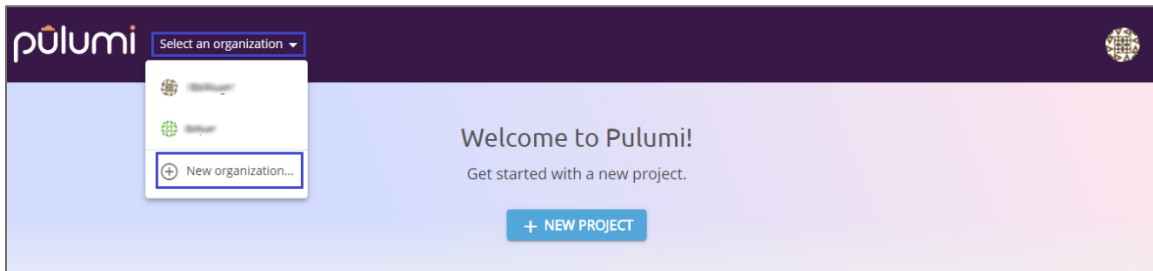 pulumi
Select an organization
New organization...
Welcome to Pulumi!
Get started with a new project.
+ NEW PROJECT